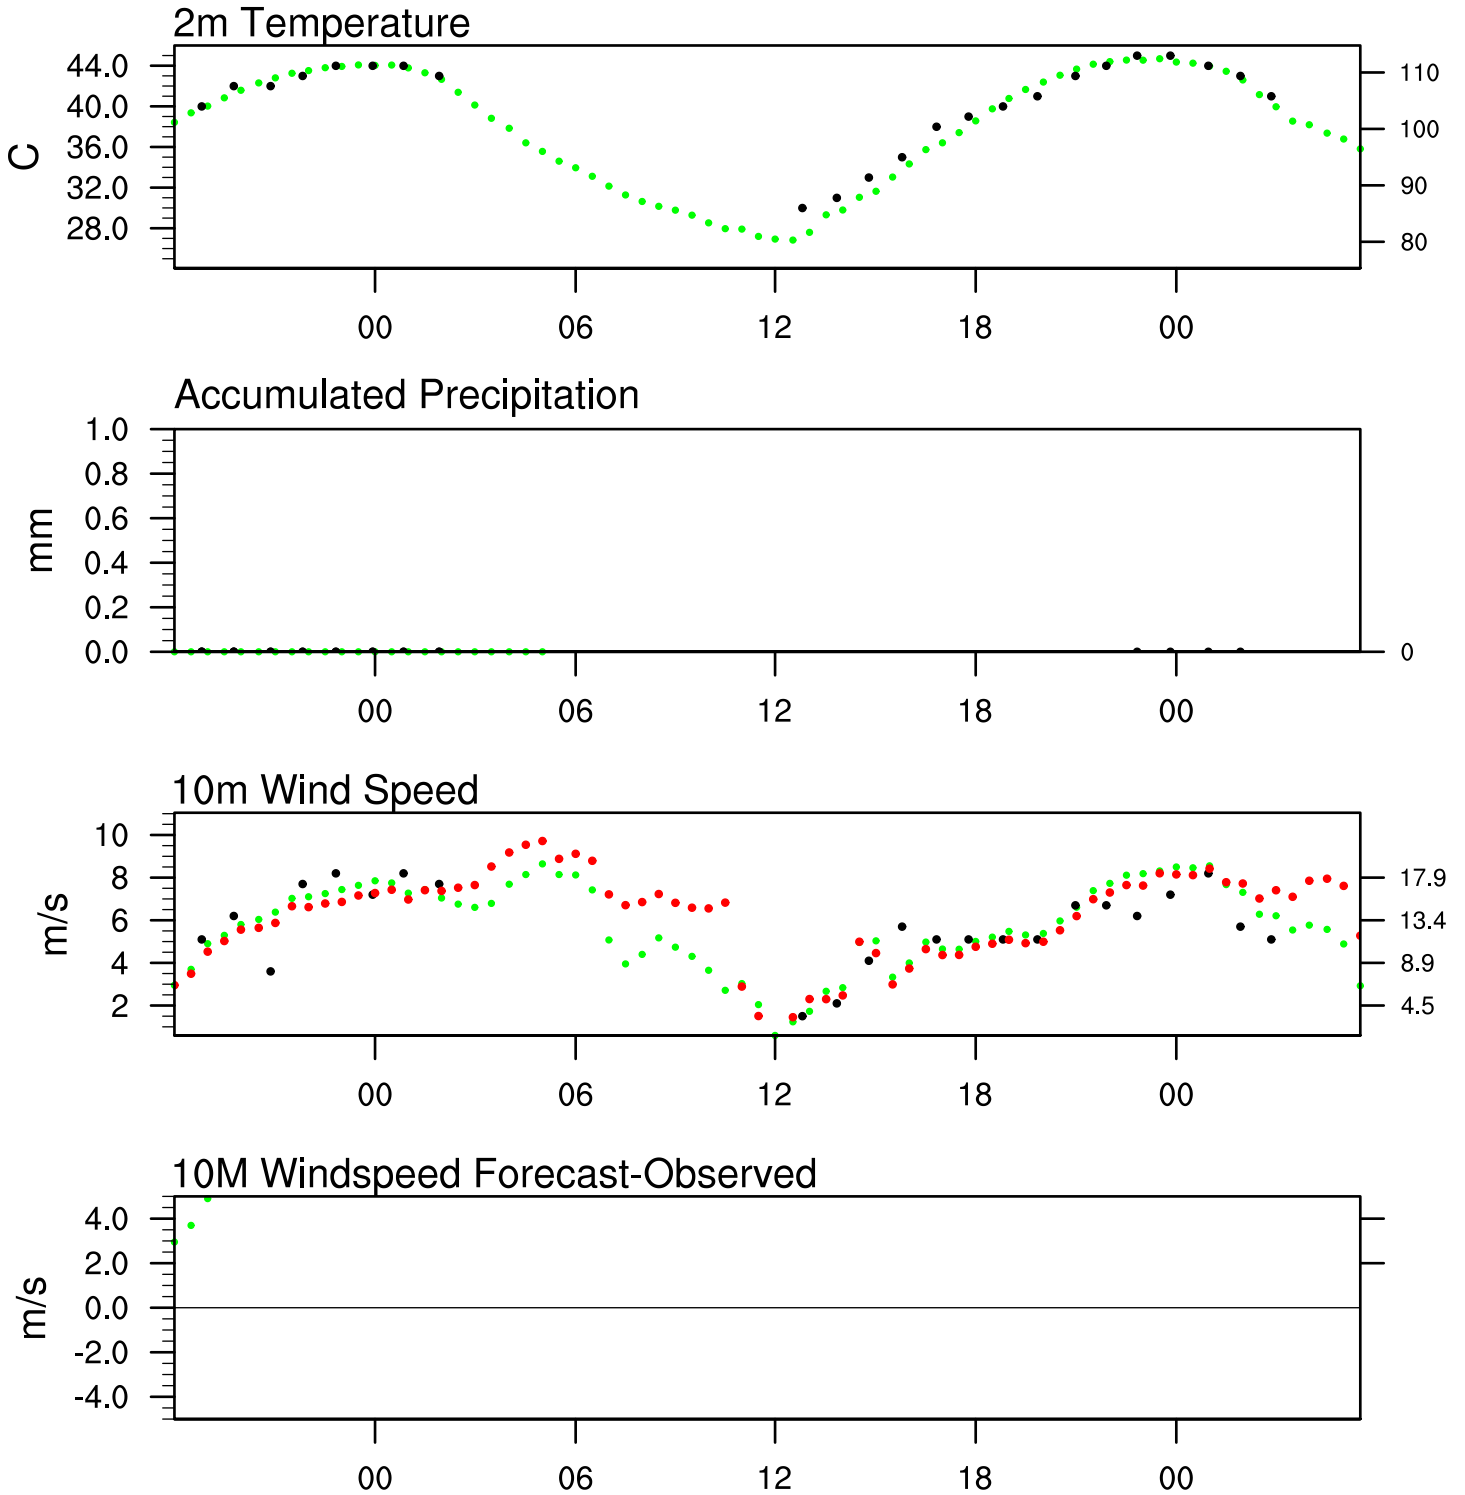 2m Temperature
44.0
40.0
36.0
32.0
28.0
C
110
100
90
80
00 06 12 18 00
Accumulated Precipitation
1.0
0.8
0.6
0.4
0.2
0.0
mm
0
00 06 12 18 00
10m Wind Speed
10
8
6
4
2
m/s
17.9
13.4
8.9
4.5
00 06 12 18 00
10M Windspeed Forecast-Observed
4.0
2.0
0.0
-2.0
-4.0
m/s
00 06 12 18 00